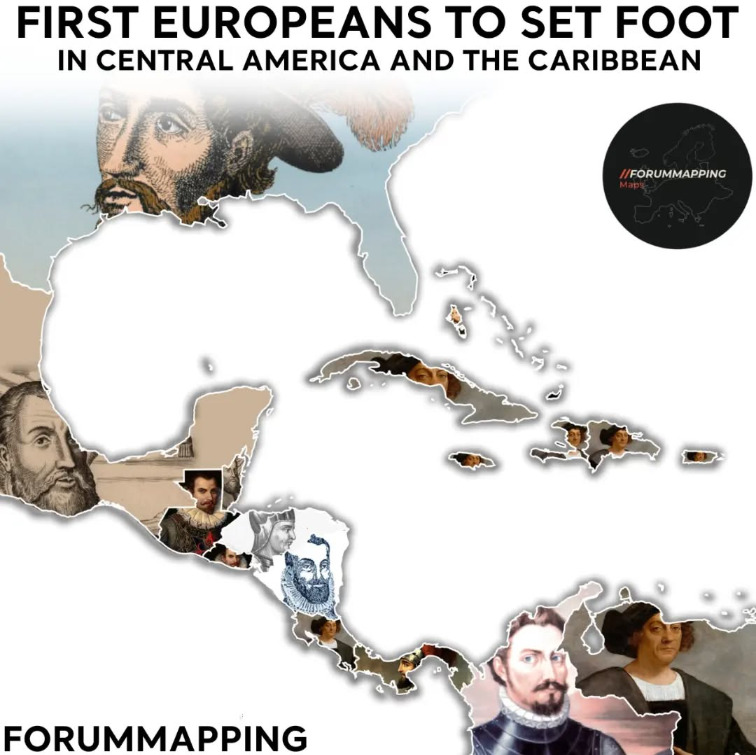 FIRST EUROPEANS TO SET FOOT
IN CENTRAL AMERICA AND THE CARIBBEAN
//FORUMMAPPING
Maps
FORUMMAPPING